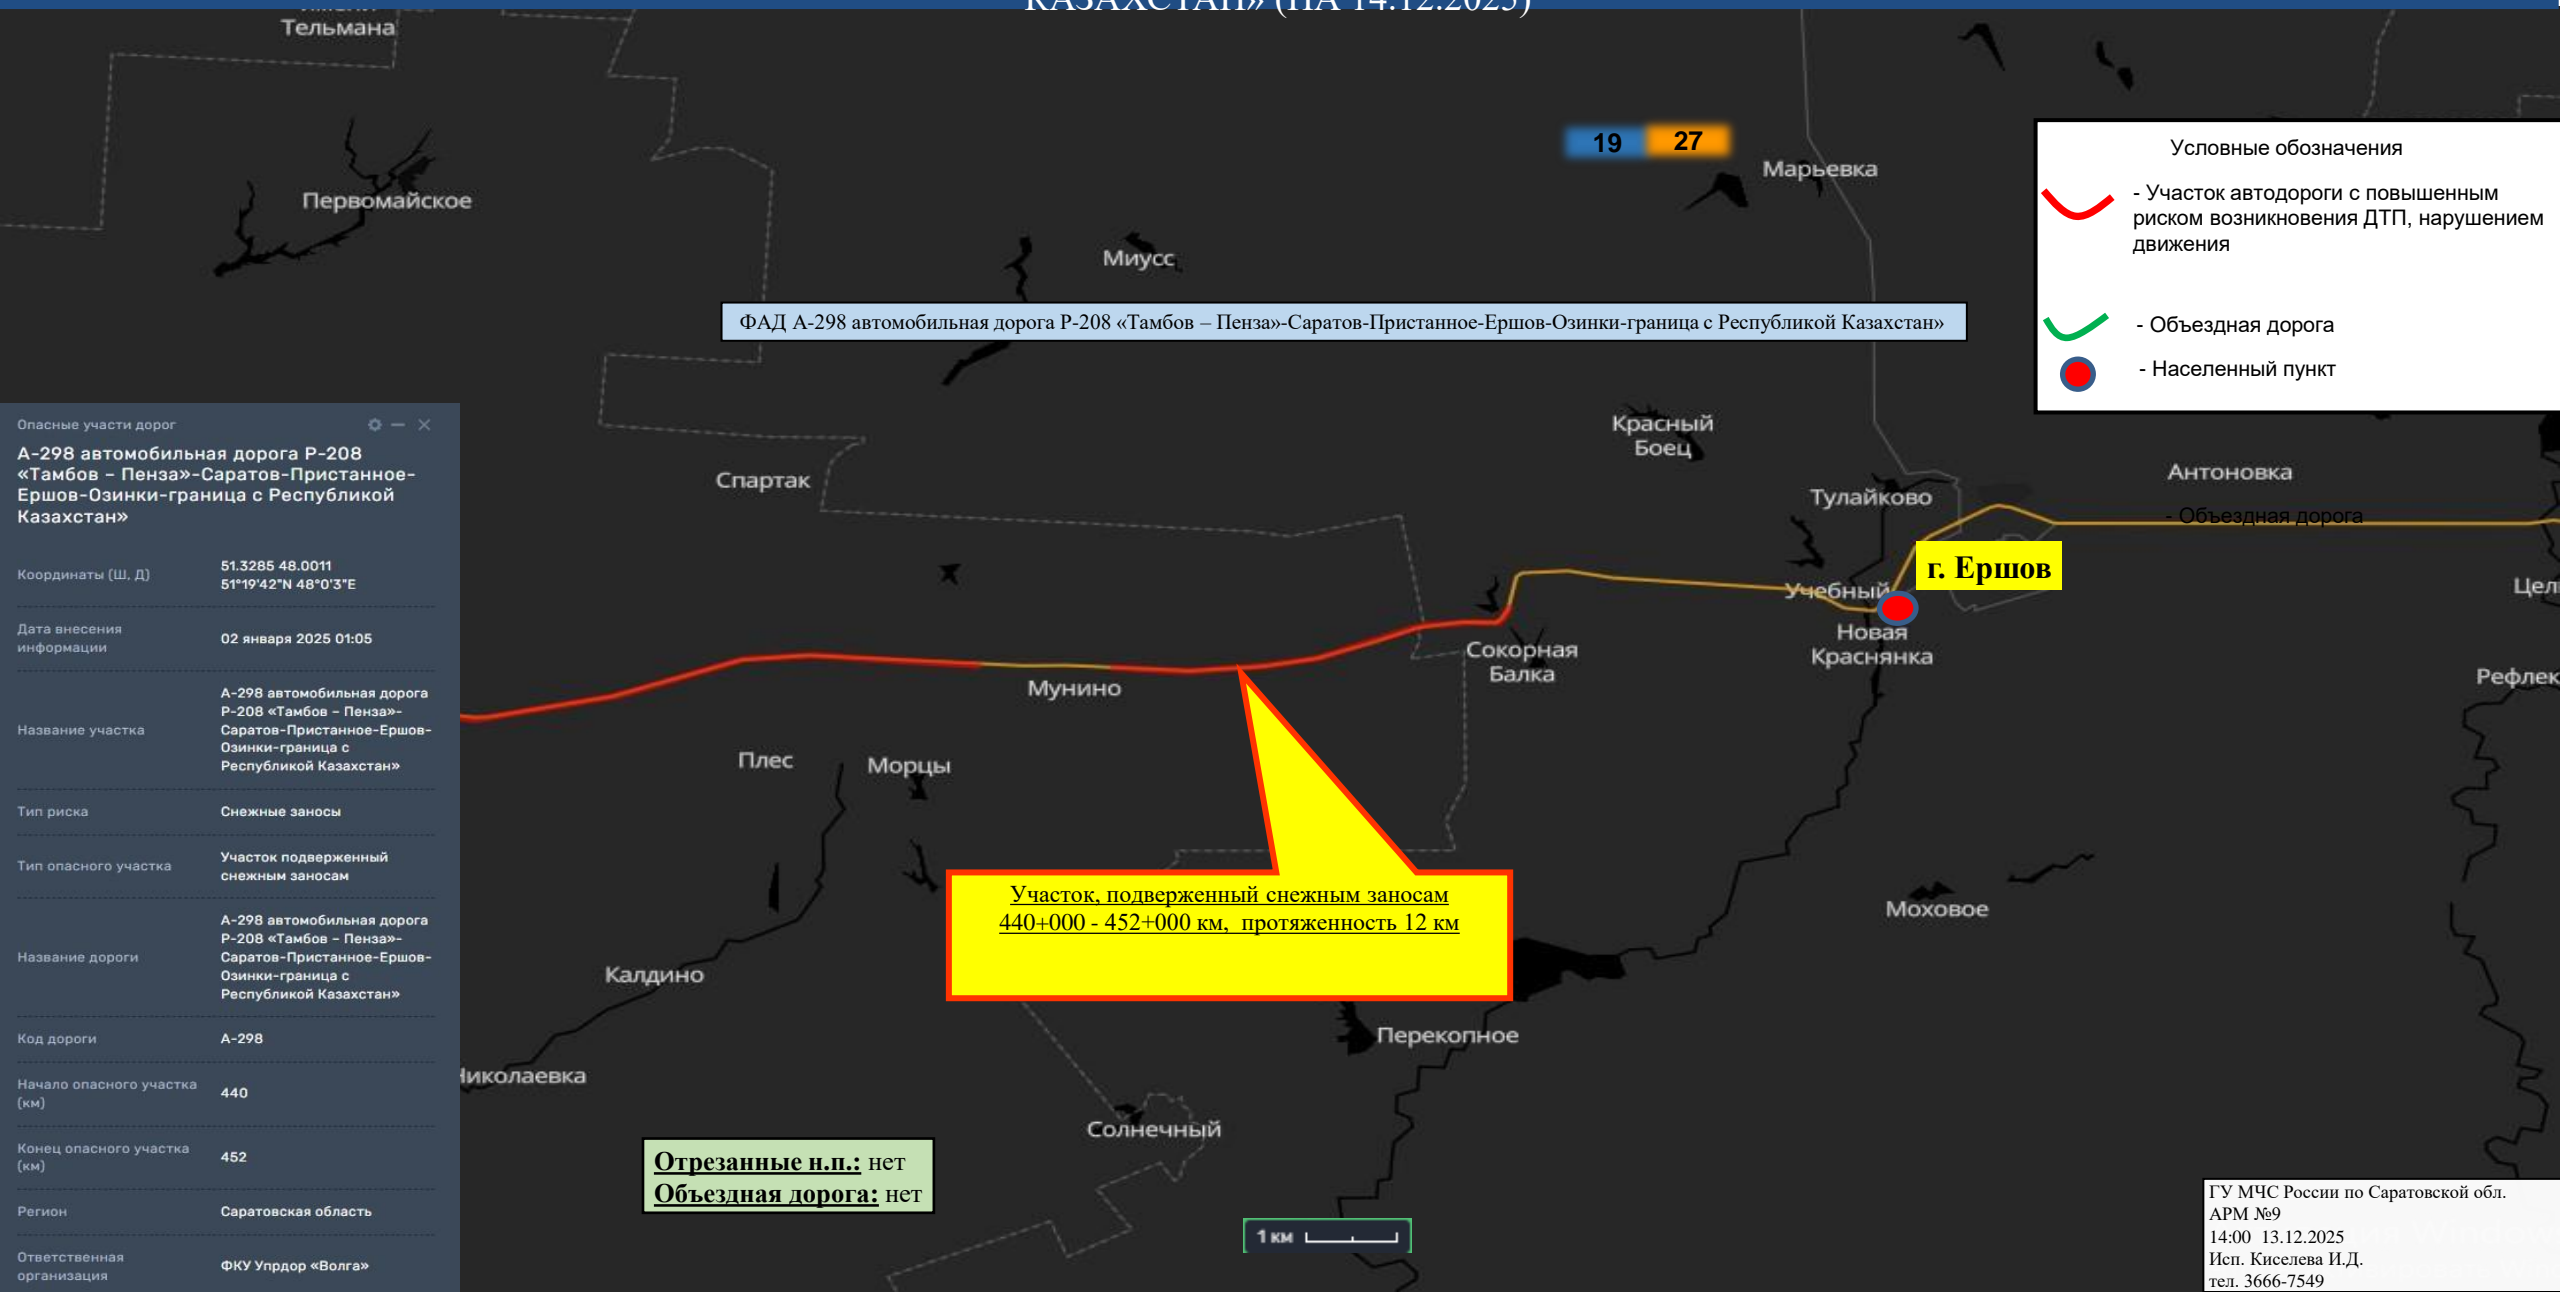 КАЗАХСТАН» (НА 14.12.2025)
Тельмана
19 27
Марьевка
Первомайское
Миусс
ФАД А-298 автомобильная дорога Р-208 «Тамбов – Пенза»-Саратов-Пристанное-Ершов-Озинки-граница с Республикой Казахстан»
Условные обозначения
- Участок автодороги с повышенным
риском возникновения ДТП, нарушением
движения
- Объездная дорога
- Населенный пункт
Опасные участи дорог
А-298 автомобильная дорога Р-208
«Тамбов – Пенза»-Саратов-Пристанное-
Ершов-Озинки-граница с Республикой
Казахстан»
Координаты (Ш, Д)
51.3285 48.0011
51°19'42"N 48°0'3"E
Дата внесения
информации
02 января 2025 01:05
Название участка
А-298 автомобильная дорога
Р-208 «Тамбов – Пенза»-
Саратов-Пристанное-Ершов-
Озинки-граница с
Республикой Казахстан»
Тип риска
Снежные заносы
Тип опасного участка
Участок подверженный
снежным заносам
Название дороги
А-298 автомобильная дорога
Р-208 «Тамбов – Пенза»-
Саратов-Пристанное-Ершов-
Озинки-граница с
Республикой Казахстан»
Код дороги
А-298
Начало опасного участка
(км)
440
Конец опасного участка
(км)
452
Регион
Саратовская область
Ответственная
организация
ФКУ Упрдор «Волга»
Спартак
Красный
Боец
Тулайково
Антоновка
- Объездная дорога
г. Ершов
Учебный
Новая
Краснянка
Сокорная
Балка
Мунино
Плес
Морцы
Участок, подверженный снежным заносам
440+000 - 452+000 км, протяженность 12 км
Моховое
Калдино
Перекопное
Солнечный
Отрезанные н.п.: нет
Объездная дорога: нет
1 км
ГУ МЧС России по Саратовской обл.
АРМ №9
14:00 13.12.2025
Исп. Киселева И.Д.
тел. 3666-7549